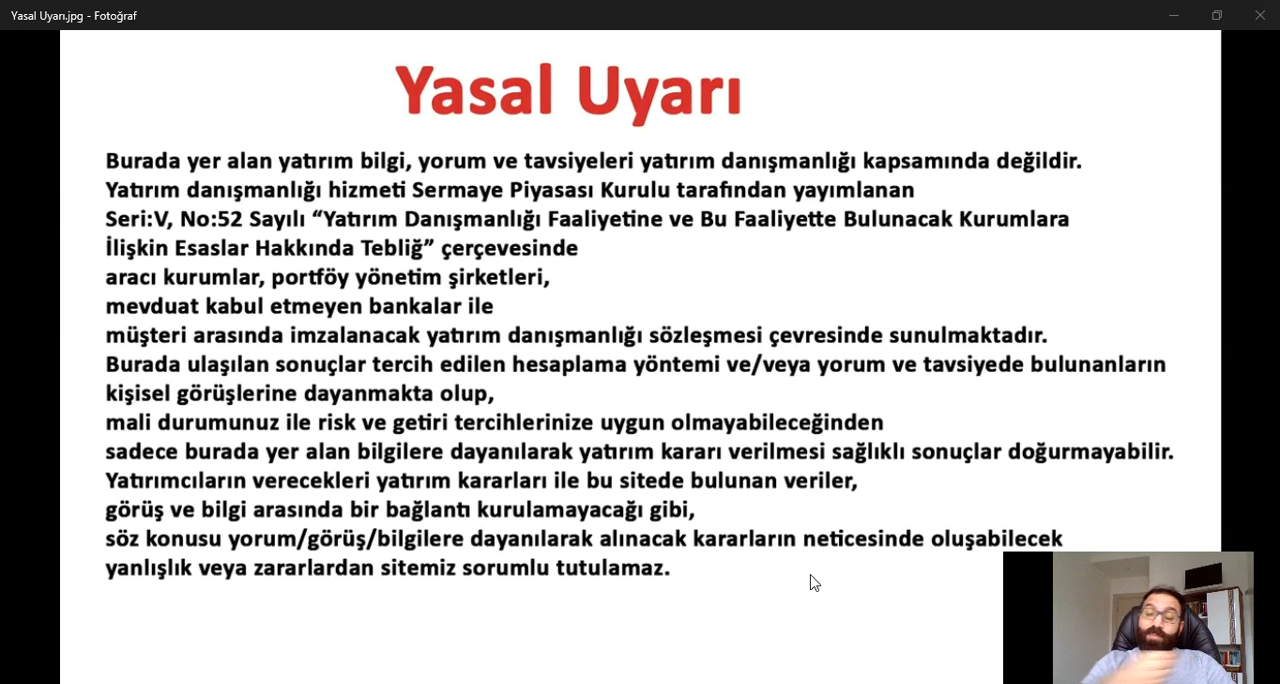 Yasal Uyarı.jpg - Fotoğraf
Yasal Uyarı
Burada yer alan yatırım bilgi, yorum ve tavsiyeleri yatırım danışmanlığı kapsamında değildir.
Yatırım danışmanlığı hizmeti Sermaye Piyasası Kurulu tarafından yayımlanan
Seri:V, No:52 Sayılı “Yatırım Danışmanlığı Faaliyetine ve Bu Faaliyette Bulunacak Kurumlara
İlişkin Esaslar Hakkında Tebliğ” çerçevesinde
aracı kurumlar, portföy yönetim şirketleri,
mevduat kabul etmeyen bankalar ile
müşteri arasında imzalanacak yatırım danışmanlığı sözleşmesi çevresinde sunulmaktadır.
Burada ulaşılan sonuçlar tercih edilen hesaplama yöntemi ve/veya yorum ve tavsiyede bulunanların
kişisel görüşlerine dayanmakta olup,
mali durumunuz ile risk ve getiri tercihlerinize uygun olmayabileceğinden
sadece burada yer alan bilgilere dayanılarak yatırım kararı verilmesi sağlıklı sonuçlar doğurmayabilir.
Yatırımcıların verecekleri yatırım kararları ile bu sitede bulunan veriler,
görüş ve bilgi arasında bir bağlantı kurulamayacağı gibi,
söz konusu yorum/görüş/bilgilere dayanılarak alınacak kararların neticesinde oluşabilecek
yanlışlık veya zararlardan sitemiz sorumlu tutulamaz.